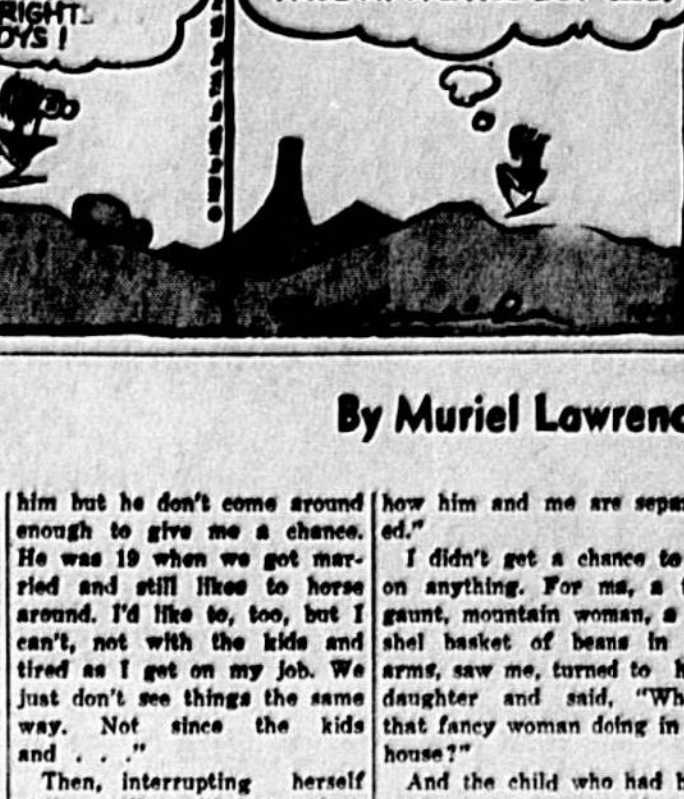 RIGHT
OYS!
By Muriel Lawrenc
him but he don't come around
enough to give me a chance.
He was 19 when we got mar-
ried and still likes to horse
around. I'd like to, too, but I
can't, not with the kids and
tired as I get on my job. We
just don't see things the same
way. Not since the kids
and . . ."
Then, interrupting herself
how him and me are separ
ed."
I didn't get a chance to
on anything. For me, a t
gaunt, mountain woman, a
shel basket of beans in
arms, saw me, turned to h
daughter and said, "Wh
that fancy woman doing in
house?"
And the child who had b